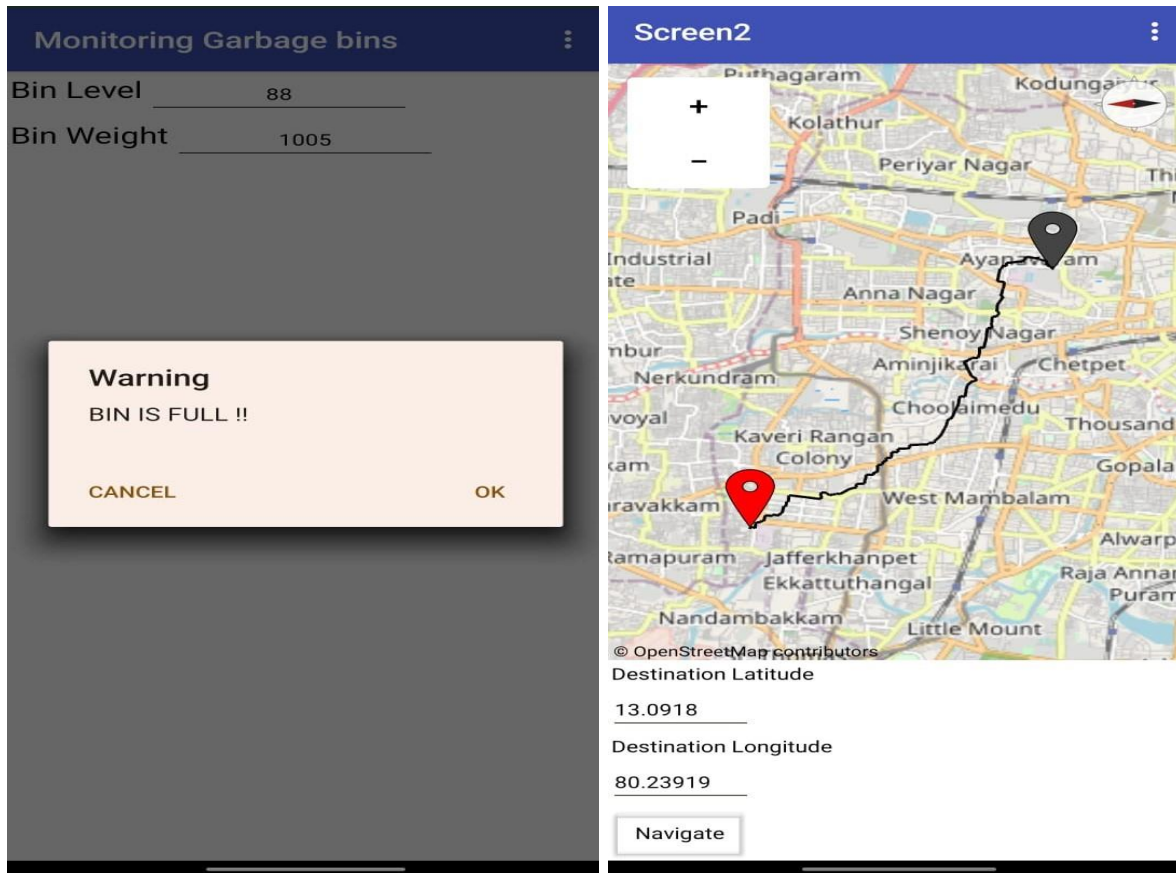 Monitoring Garbage bins
Bin Level 88
Bin Weight 1005
Warning
BIN IS FULL !!
CANCEL OK
Screen2
Puthagaram
+
Kolathur
−
Periyar Nagar
Padi
Industrial
Anna Nagar
Shenoy Nagar
Aminjikarai
Chetpet
Nerkundram
Choolaimedu
Thousand
Kaveri Rangan
Colony
Gopala
West Mambalam
Alwarp
Ramapuram
Jafferkhanpet
Raja Annar
Ekkattuthangal
Puram
Nandambakkam
Little Mount
© OpenStreetMap contributors
Destination Latitude
13.0918
Destination Longitude
80.23919
Navigate